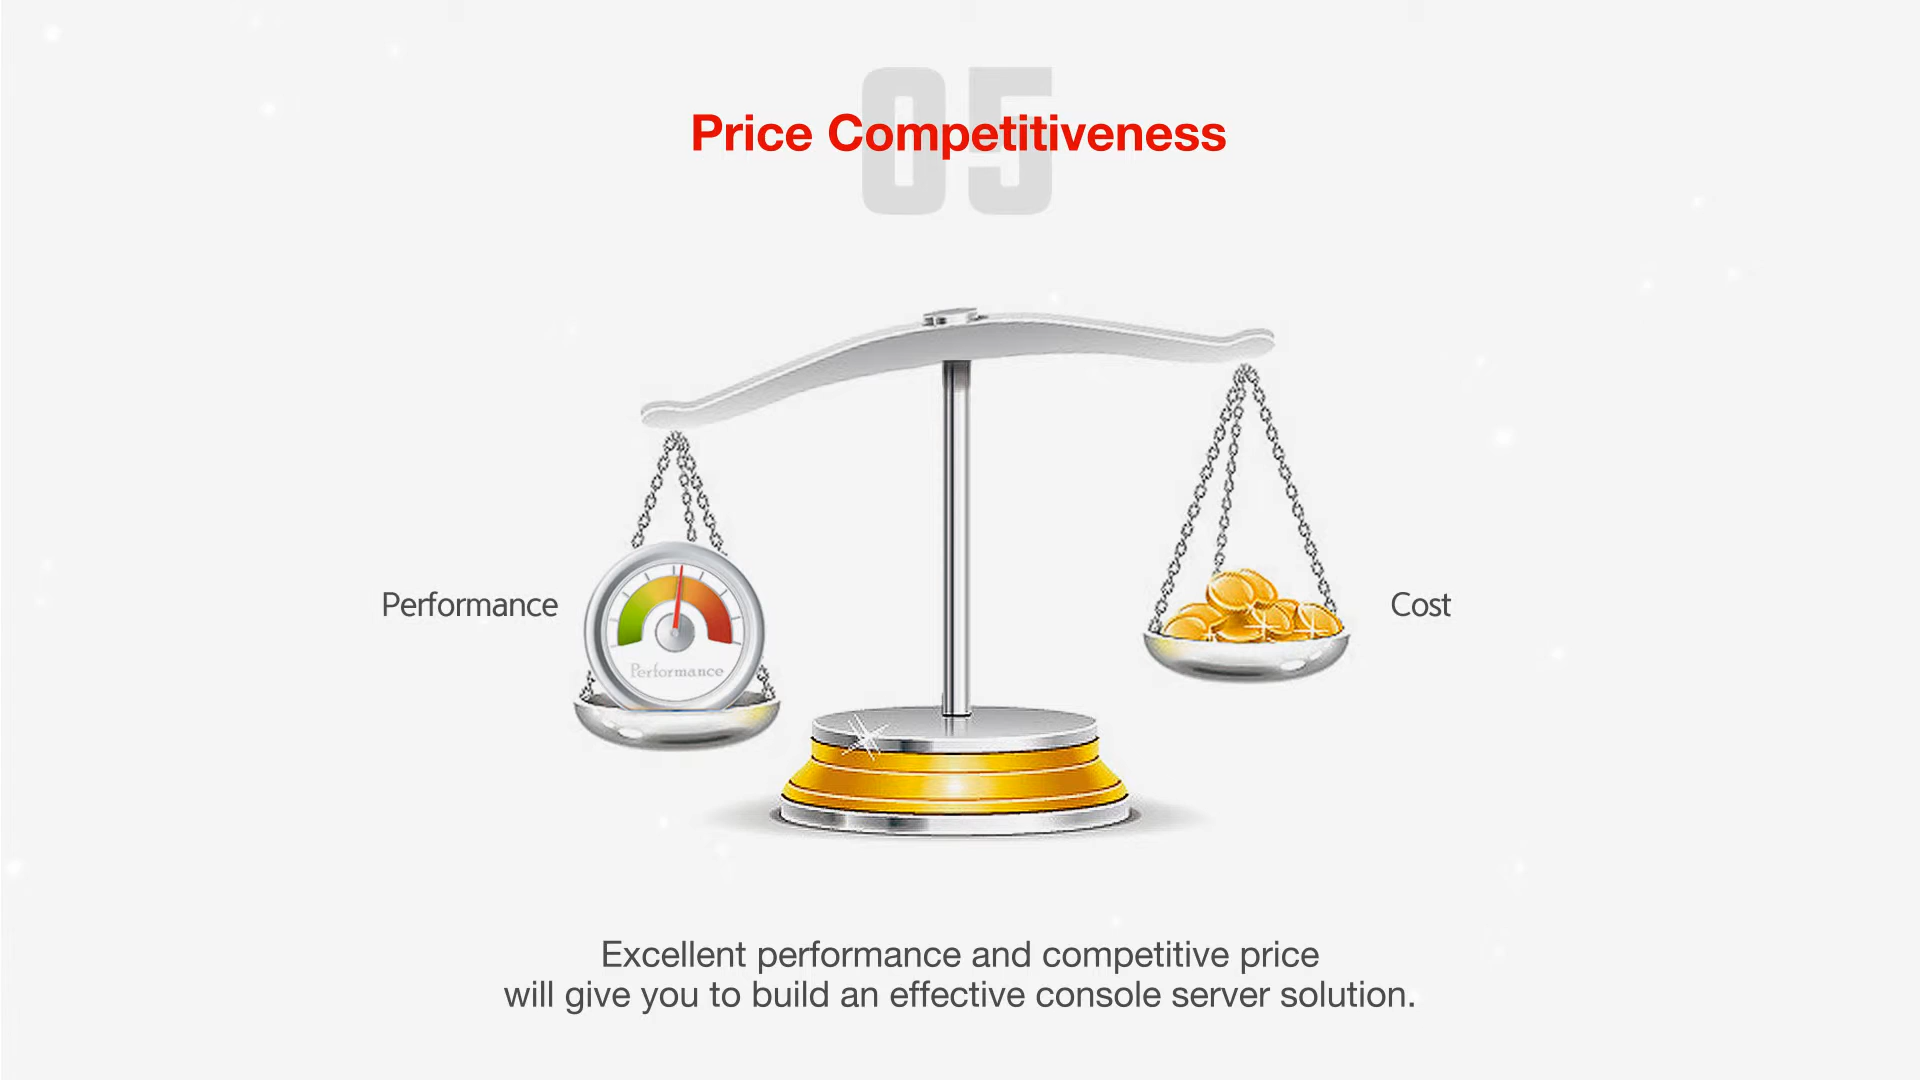 05
Price Competitiveness
Performance
Performance
Cost
Excellent performance and competitive price
will give you to build an effective console server solution.